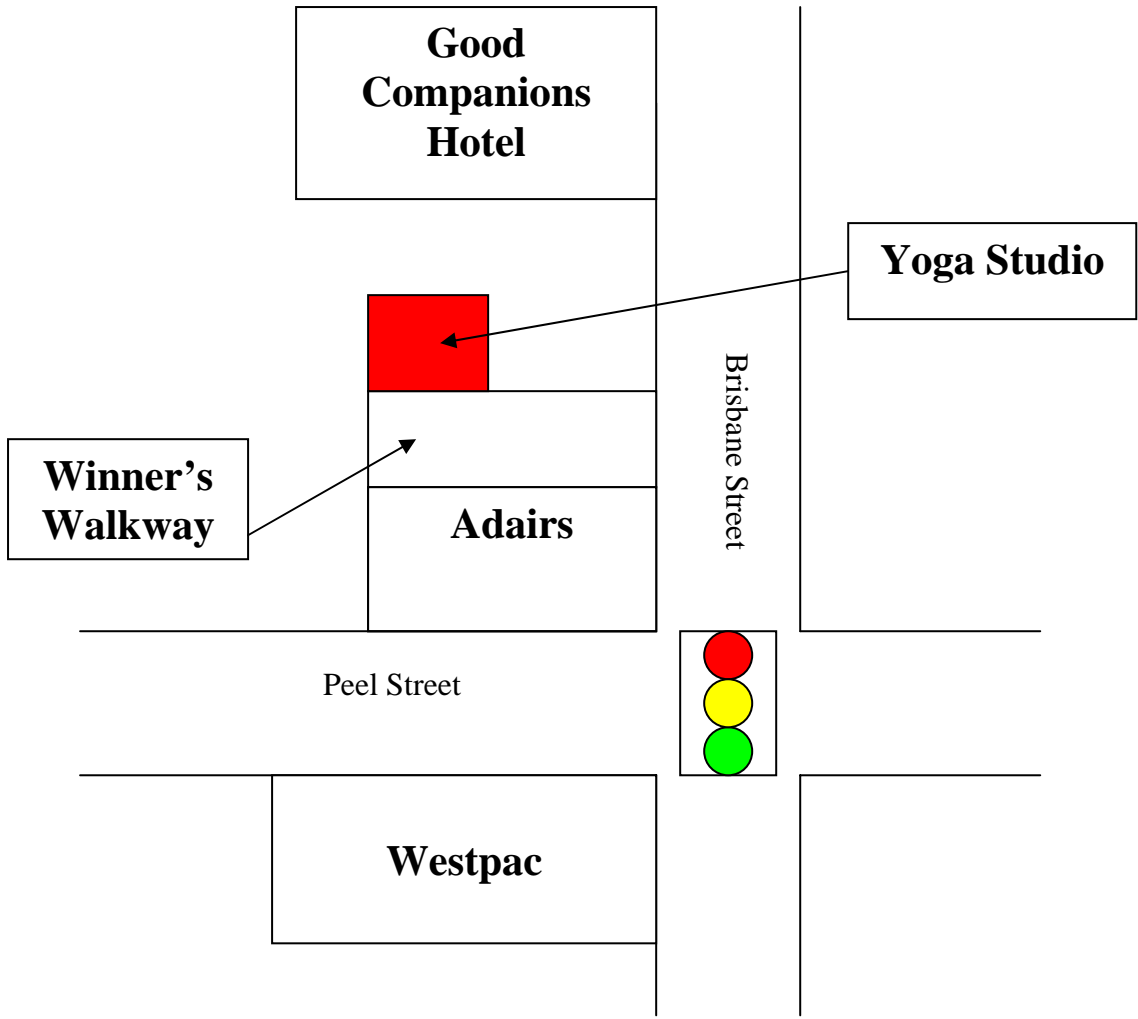 Good
Companions
Hotel
Yoga Studio
Brisbane Street
Winner’s
Walkway
Adairs
Peel Street
Westpac